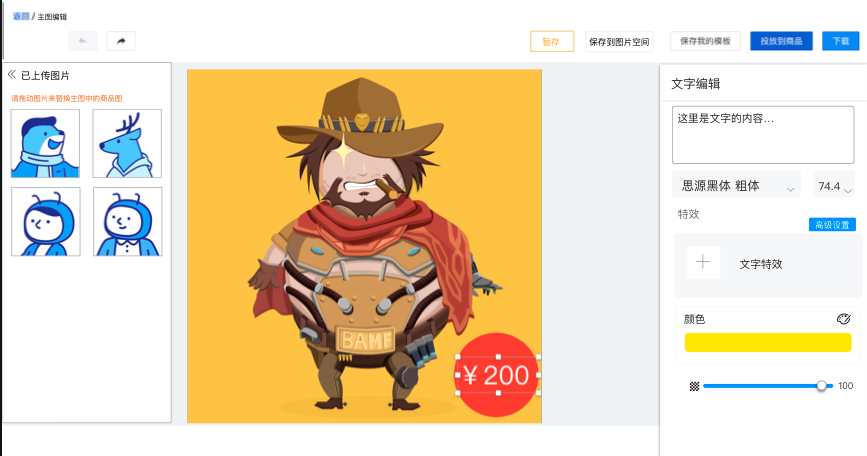 返回 / 主图编辑
暂存
保存到图片空间
保存我的模板
投放到商品
下载
已上传图片
请拖动图片来替换主图中的商品图
BAMF
¥ 200
文字编辑
这里是文字的内容...
思源黑体 粗体
74.4
特效
高级设置
文字特效
颜色
100